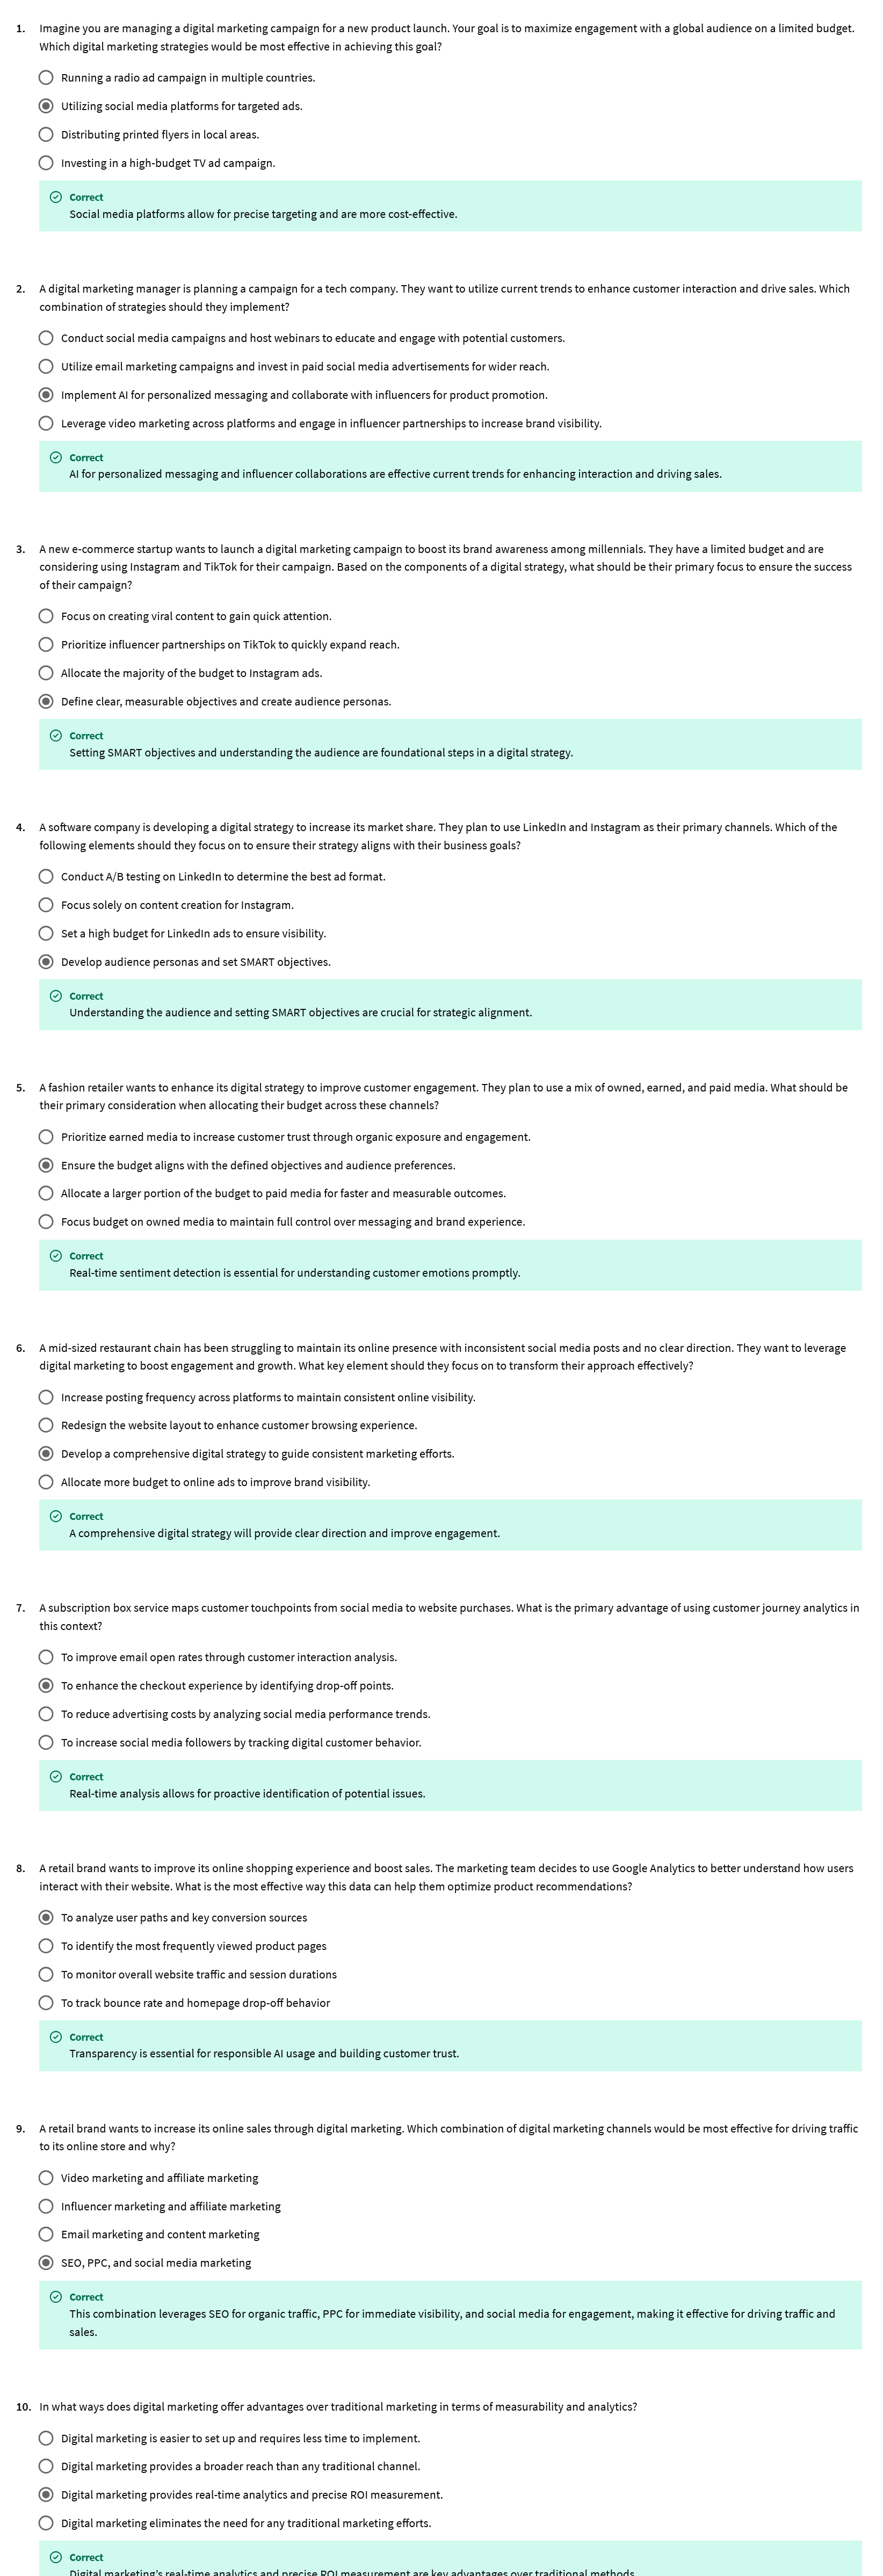 1. Imagine you are managing a digital marketing campaign for a new product launch. Your goal is to maximize engagement with a global audience on a limited budget.
Which digital marketing strategies would be most effective in achieving this goal?
Running a radio ad campaign in multiple countries.
Utilizing social media platforms for targeted ads.
Distributing printed flyers in local areas.
Investing in a high-budget TV ad campaign.
Correct
Social media platforms allow for precise targeting and are more cost-effective.
2. A digital marketing manager is planning a campaign for a tech company. They want to utilize current trends to enhance customer interaction and drive sales. Which
combination of strategies should they implement?
Conduct social media campaigns and host webinars to educate and engage with potential customers.
Utilize email marketing campaigns and invest in paid social media advertisements for wider reach.
Implement AI for personalized messaging and collaborate with influencers for product promotion.
Leverage video marketing across platforms and engage in influencer partnerships to increase brand visibility.
Correct
AI for personalized messaging and influencer collaborations are effective current trends for enhancing interaction and driving sales.
3. A new e-commerce startup wants to launch a digital marketing campaign to boost its brand awareness among millennials. They have a limited budget and are
considering using Instagram and TikTok for their campaign. Based on the components of a digital strategy, what should be their primary focus to ensure the success
of their campaign?
Focus on creating viral content to gain quick attention.
Prioritize influencer partnerships on TikTok to quickly expand reach.
Allocate the majority of the budget to Instagram ads.
Define clear, measurable objectives and create audience personas.
Correct
Setting SMART objectives and understanding the audience are foundational steps in a digital strategy.
4. A software company is developing a digital strategy to increase its market share. They plan to use LinkedIn and Instagram as their primary channels. Which of the
following elements should they focus on to ensure their strategy aligns with their business goals?
Conduct A/B testing on LinkedIn to determine the best ad format.
Focus solely on content creation for Instagram.
Set a high budget for LinkedIn ads to ensure visibility.
Develop audience personas and set SMART objectives.
Correct
Understanding the audience and setting SMART objectives are crucial for strategic alignment.
5. A fashion retailer wants to enhance its digital strategy to improve customer engagement. They plan to use a mix of owned, earned, and paid media. What should be
their primary consideration when allocating their budget across these channels?
Prioritize earned media to increase customer trust through organic exposure and engagement.
Ensure the budget aligns with the defined objectives and audience preferences.
Allocate a larger portion of the budget to paid media for faster and measurable outcomes.
Focus budget on owned media to maintain full control over messaging and brand experience.
Correct
Real-time sentiment detection is essential for understanding customer emotions promptly.
6. A mid-sized restaurant chain has been struggling to maintain its online presence with inconsistent social media posts and no clear direction. They want to leverage
digital marketing to boost engagement and growth. What key element should they focus on to transform their approach effectively?
Increase posting frequency across platforms to maintain consistent online visibility.
Redesign the website layout to enhance customer browsing experience.
Develop a comprehensive digital strategy to guide consistent marketing efforts.
Allocate more budget to online ads to improve brand visibility.
Correct
A comprehensive digital strategy will provide clear direction and improve engagement.
7. A subscription box service maps customer touchpoints from social media to website purchases. What is the primary advantage of using customer journey analytics in
this context?
To improve email open rates through customer interaction analysis.
To enhance the checkout experience by identifying drop-off points.
To reduce advertising costs by analyzing social media performance trends.
To increase social media followers by tracking digital customer behavior.
Correct
Real-time analysis allows for proactive identification of potential issues.
8. A retail brand wants to improve its online shopping experience and boost sales. The marketing team decides to use Google Analytics to better understand how users
interact with their website. What is the most effective way this data can help them optimize product recommendations?
To analyze user paths and key conversion sources
To identify the most frequently viewed product pages
To monitor overall website traffic and session durations
To track bounce rate and homepage drop-off behavior
Correct
Transparency is essential for responsible AI usage and building customer trust.
9. A retail brand wants to increase its online sales through digital marketing. Which combination of digital marketing channels would be most effective for driving traffic
to its online store and why?
Video marketing and affiliate marketing
Influencer marketing and affiliate marketing
Email marketing and content marketing
SEO, PPC, and social media marketing
Correct
This combination leverages SEO for organic traffic, PPC for immediate visibility, and social media for engagement, making it effective for driving traffic and
sales.
10. In what ways does digital marketing offer advantages over traditional marketing in terms of measurability and analytics?
Digital marketing is easier to set up and requires less time to implement.
Digital marketing provides a broader reach than any traditional channel.
Digital marketing provides real-time analytics and precise ROI measurement.
Digital marketing eliminates the need for any traditional marketing efforts.
Correct
Digital marketing's real-time analytics and precise ROI measurement are key advantages over traditional methods.